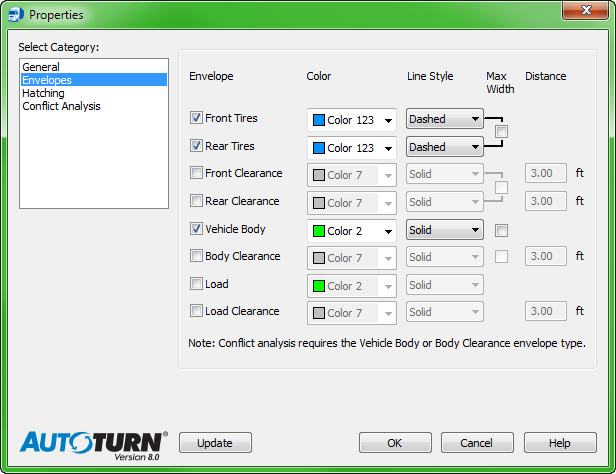 Properties
Select Category:
General
Envelopes
Hatching
Conflict Analysis
Envelope Color Line Style Max Width Distance
Front Tires Color 123 Dashed
Rear Tires Color 123 Dashed
Front Clearance Color 7 Solid 3.00 ft
Rear Clearance Color 7 Solid 3.00 ft
Vehicle Body Color 2 Solid
Body Clearance Color 7 Solid 3.00 ft
Load Color 2 Solid
Load Clearance Color 7 Solid 3.00 ft
Note: Conflict analysis requires the Vehicle Body or Body Clearance envelope type.
AUTOTURN®
Version 8.0
Update OK Cancel Help